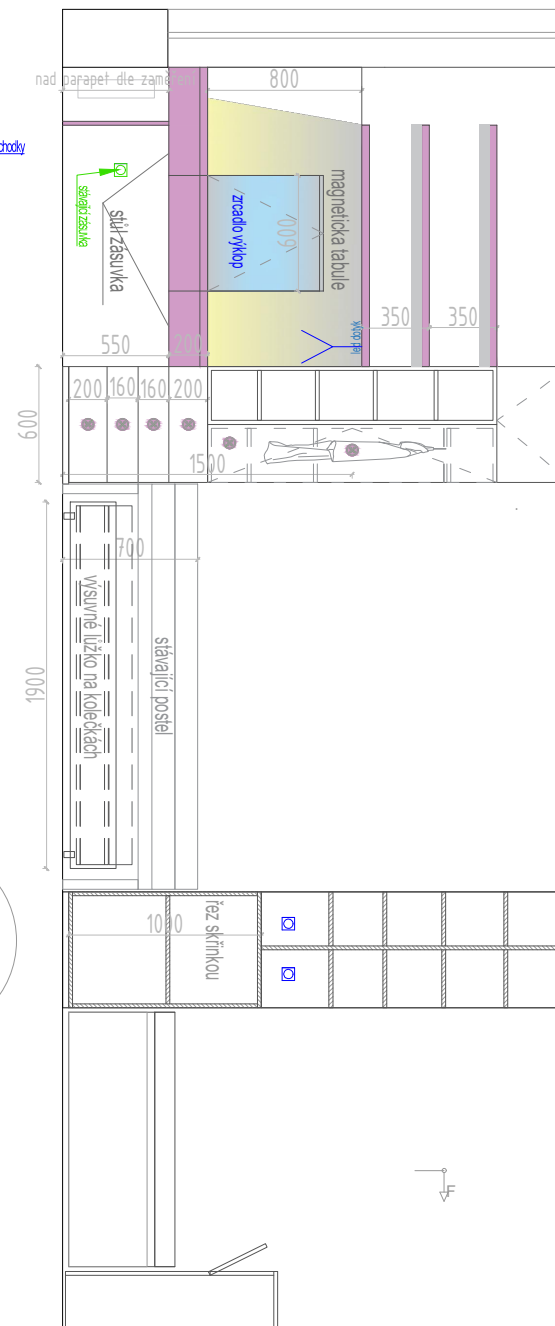 nad parapet dle zaměření
800
chodky
stávající zásuvka
stůl zásuvka
zrcadlo výklop
600
magnetická tabule
led dotyk
350
350
550
200
200
160
160
200
600
1500
700
výsuvné lůžko na kolečkách
stávající postel
1900
1000
řez skříňkou
F